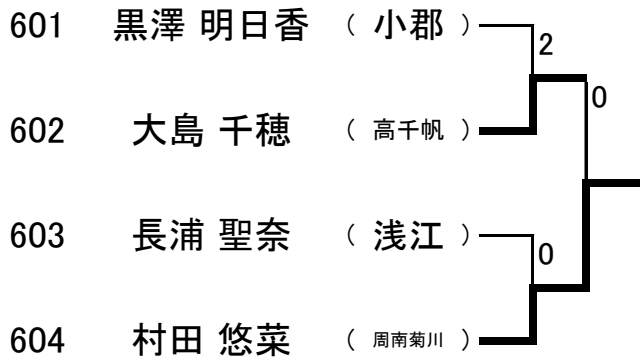 601 黒澤 明日香 ( 小郡 )
2
0
602 大島 千穂 ( 高千帆 )
603 長浦 聖奈 ( 浅江 )
0
604 村田 悠菜 ( 周南菊川 )